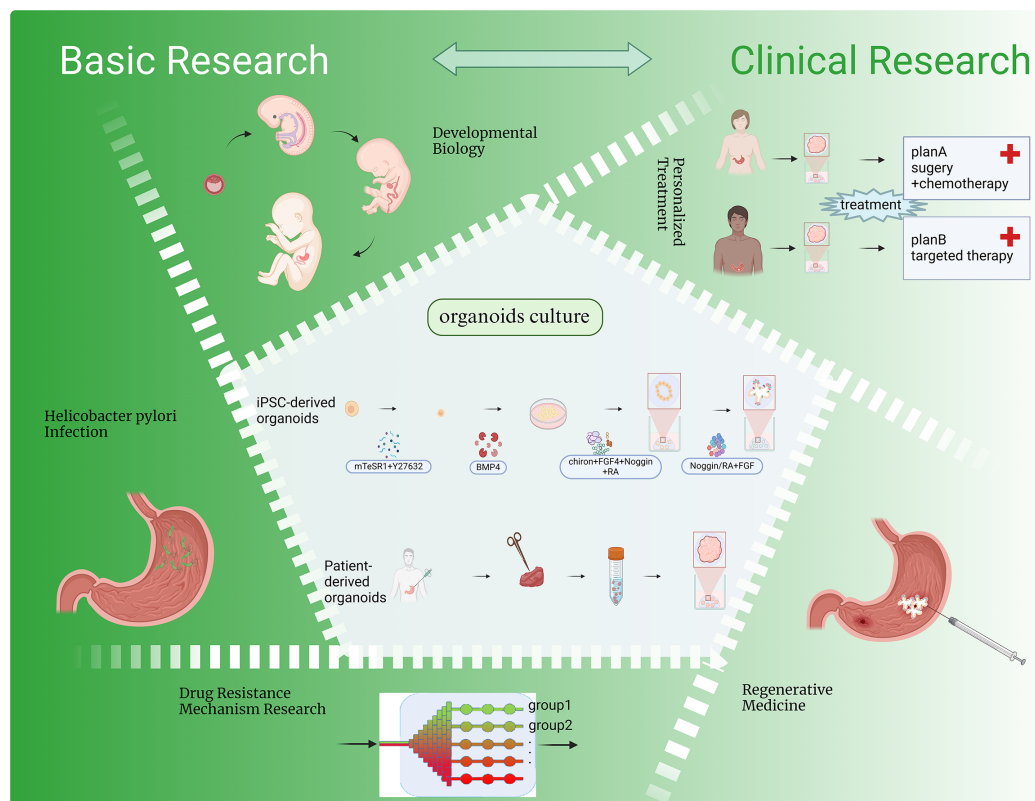 Basic Research
Clinical Research
Developmental
Biology
Personalized
Treatment
planA
sugery
+chemotherapy
treatment
planB
targeted therapy
organoids culture
iPSC-derived
organoids
mTeSR1+Y27632
BMP4
chiron+FGF4+Noggin
+RA
Noggin/RA+FGF
Helicobacter pylori
Infection
Patient-
derived
organoids
Drug Resistance
Mechanism Research
group1
group2
Regenerative
Medicine